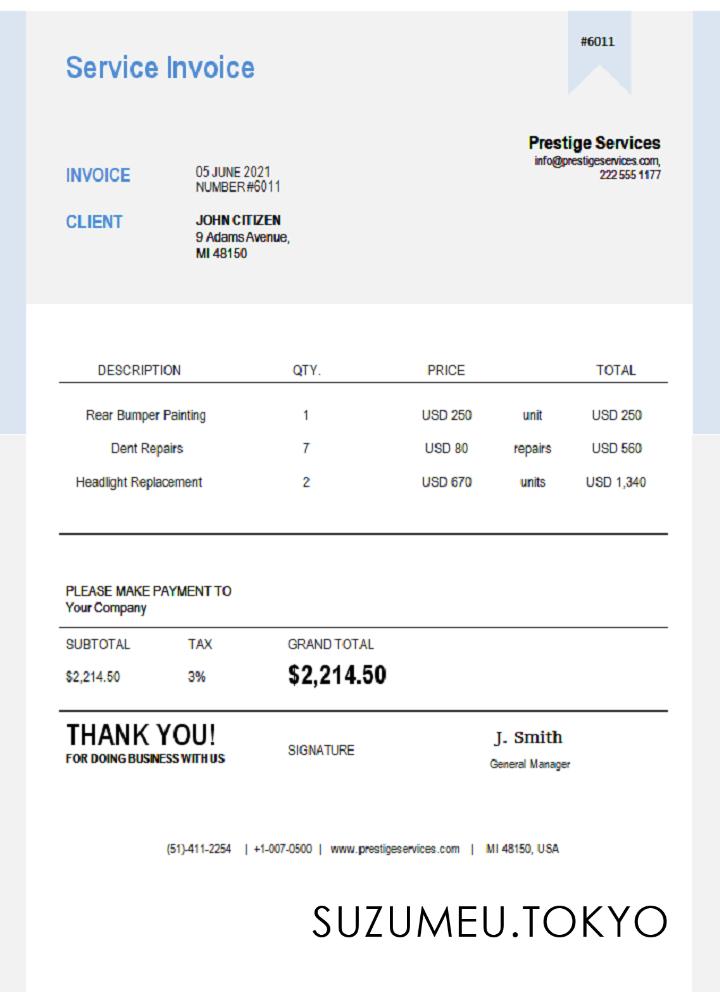 #6011
Service Invoice
Prestige Services
info@prestigeservices.com,
222 555 1177
INVOICE 05 JUNE 2021
NUMBER#6011
CLIENT JOHN CITIZEN
9 Adams Avenue,
MI 48150
DESCRIPTION QTY. PRICE TOTAL
Rear Bumper Painting 1 USD 250 unit USD 250
Dent Repairs 7 USD 80 repairs USD 560
Headlight Replacement 2 USD 670 units USD 1,340
PLEASE MAKE PAYMENT TO
Your Company
SUBTOTAL TAX GRAND TOTAL
$2,214.50 3% $2,214.50
THANK YOU!
FOR DOING BUSINESS WITH US
SIGNATURE
J. Smith
General Manager
(51)-411-2254 | +1-007-0500 | www.prestigeservices.com | MI 48150, USA
SUZUMEU.TOKYO